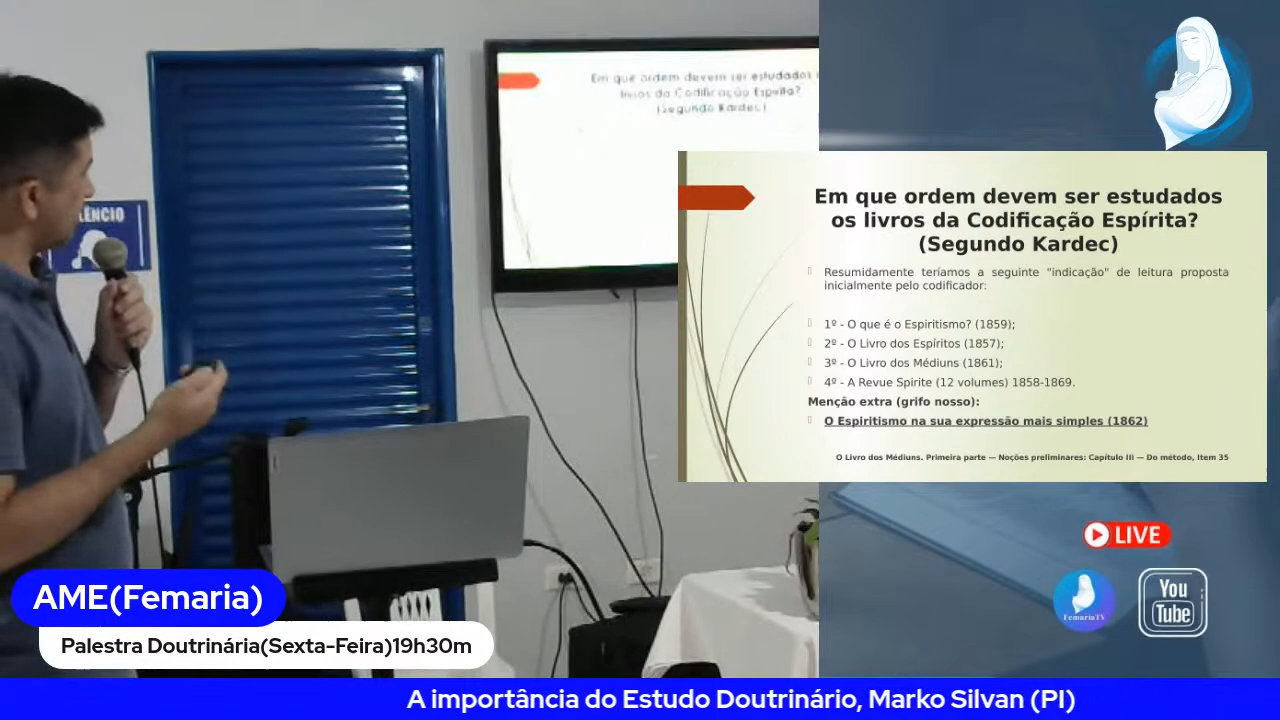 Em que ordem devem ser estudados
livros da Codificação Espírita?
(Segundo Kardec)
LÊNCIO
Em que ordem devem ser estudados
os livros da Codificação Espírita?
(Segundo Kardec)
Resumidamente teríamos a seguinte "indicação" de leitura proposta
inicialmente pelo codificador:
1º - O que é o Espiritismo? (1859);
2º - O Livro dos Espíritos (1857);
3º - O Livro dos Médiuns (1861);
4º - A Revue Spirite (12 volumes) 1858-1869.
Menção extra (grifo nosso):
O Espiritismo na sua expressão mais simples (1862)
O Livro dos Médiuns. Primeira parte — Noções preliminares: Capítulo III — Do método, Item 35
LIVE
FemariaTV
You
Tube
AME(Femaria)
Palestra Doutrinária(Sexta-Feira)19h30m
A importância do Estudo Doutrinário, Marko Silvan (PI)